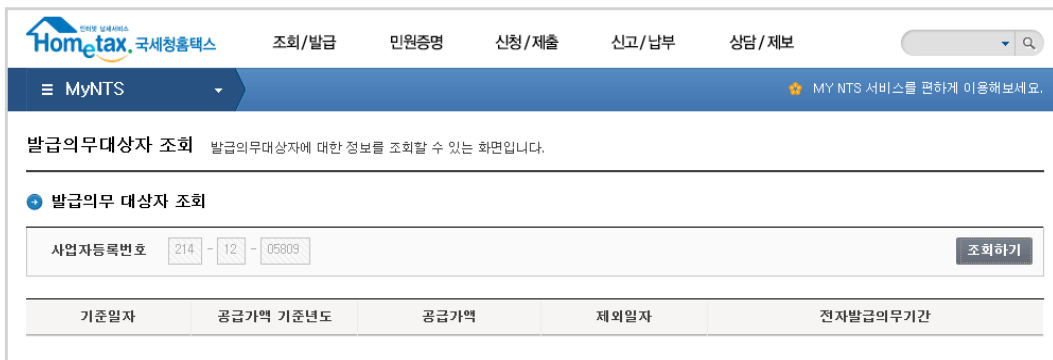 인터넷 납세서비스
Hometax. 국세청홈택스 조회/발급 민원증명 신청/제출 신고/납부 상담/제보
MyNTS MY NTS 서비스를 편하게 이용해보세요.
발급의무대상자 조회 발급의무대상자에 대한 정보를 조회할 수 있는 화면입니다.
발급의무 대상자 조회
사업자등록번호 214 - 12 - 05809 조회하기
기준일자 공급가액 기준년도 공급가액 제외일자 전자발급의무기간